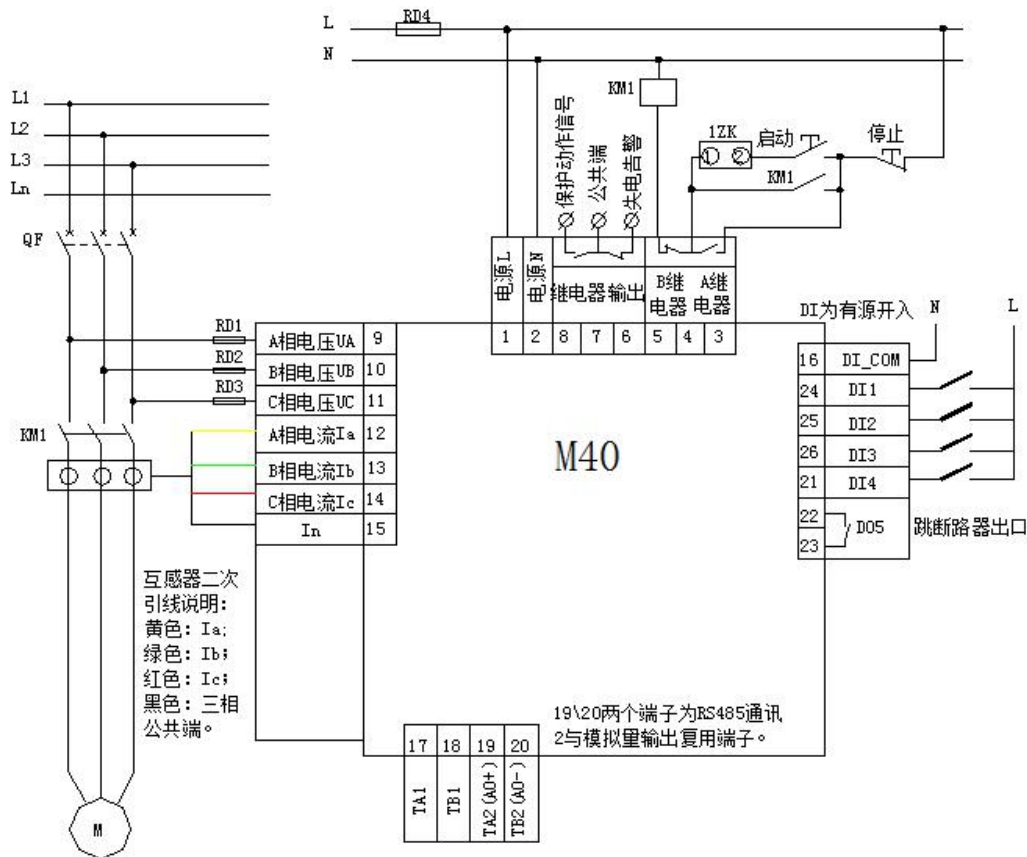 L
RD4
N
KM1
L1
L2
L3
Ln
QF
保护动作信号
公共端
失电告警
1ZK
1
2
启动
停止
KM1
电源L
电源N
继电器输出
B继电器
A继电器
1
2
8
7
6
5
4
3
RD1
RD2
RD3
A相电压UA
9
B相电压UB
10
C相电压UC
11
A相电流Ia
12
B相电流Ib
13
C相电流Ic
14
In
15
KM1
M40
DI为有源开入
N
L
16
DI_COM
24
DI1
25
DI2
26
DI3
21
DI4
22
23
DO5
跳断路器出口
互感器二次
引线说明:
黄色: Ia;
绿色: Ib;
红色: Ic;
黑色: 三相
公共端。
19\20两个端子为RS485通讯
2与模拟量输出复用端子。
17
18
19
20
TA1
TB1
TA2(AO+)
TB2(AO-)
M